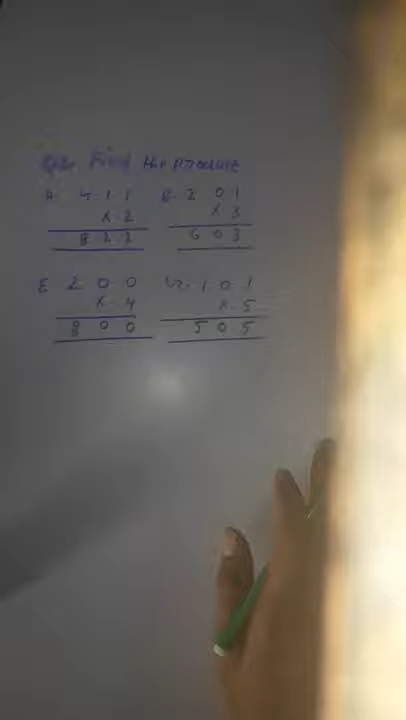 Find the product
A. 4 1 1 B. 2 0 1
x 2 x 3
8 2 2 6 0 3
2 0 0 1 0 1
x 4 x 5
8 0 0 5 0 5